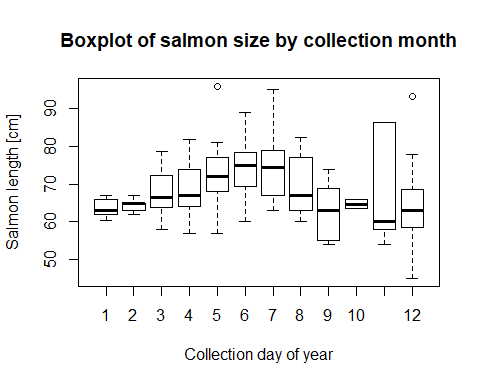 Boxplot of salmon size by collection month
Salmon length [cm]
90
80
70
60
50
1 2 3 4 5 6 7 8 9 10 12
Collection day of year